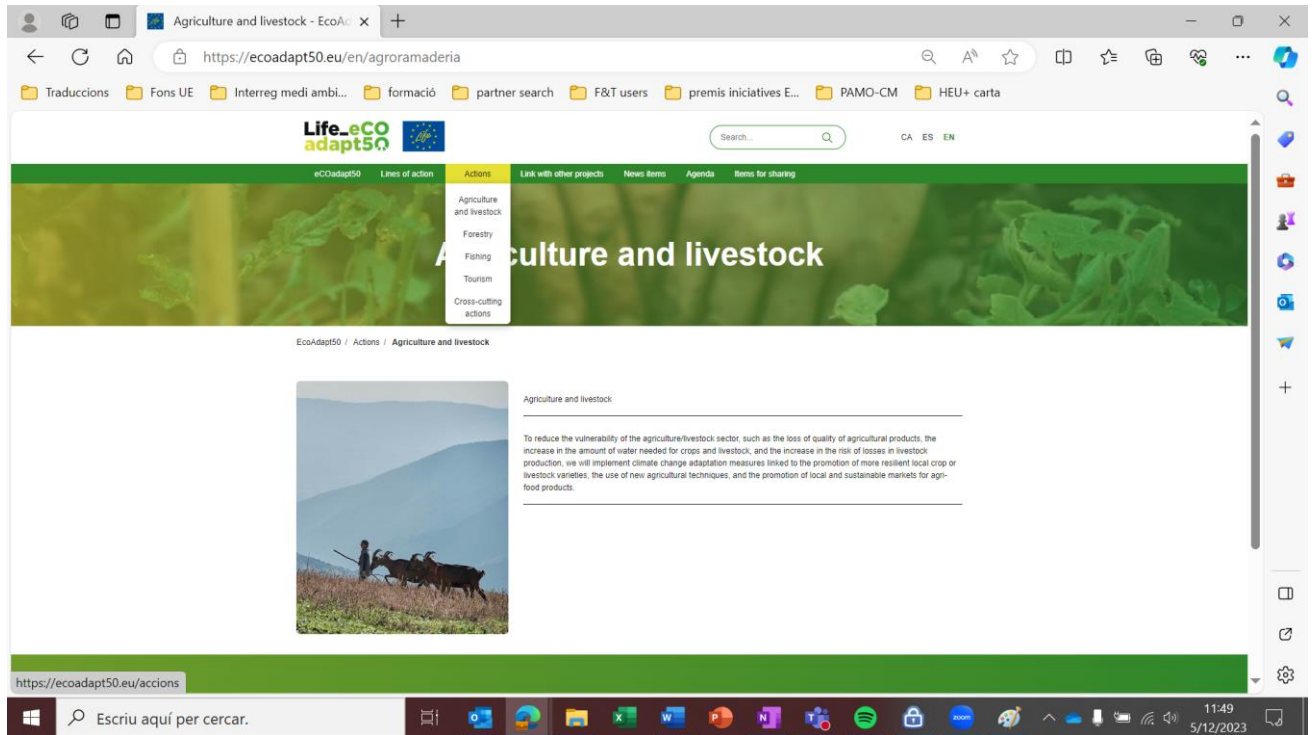 Agriculture and livestock - EcoAd
https://ecoadapt50.eu/en/agroramaderia
Traduccions Fons UE Interreg medi ambi... formació partner search F&T users premis iniciatives E... PAMO-CM HEU+ carta
Life_eCO
adapt50
Search...
CA ES EN
eCOadapt50 Lines of action Actions Link with other projects News items Agenda Items for sharing
Agriculture
and livestock
Forestry
Fishing
Tourism
Cross-cutting
actions
culture and livestock
EcoAdapt50 / Actions / Agriculture and livestock
Agriculture and livestock
To reduce the vulnerability of the agriculture/livestock sector, such as the loss of quality of agricultural products, the
increase in the amount of water needed for crops and livestock, and the increase in the risk of losses in livestock
production, we will implement climate change adaptation measures linked to the promotion of more resilient local crop or
livestock varieties, the use of new agricultural techniques, and the promotion of local and sustainable markets for agri-
food products.
https://ecoadapt50.eu/accions
Escriu aquí per cercar.
zoom
11:49
5/12/2023